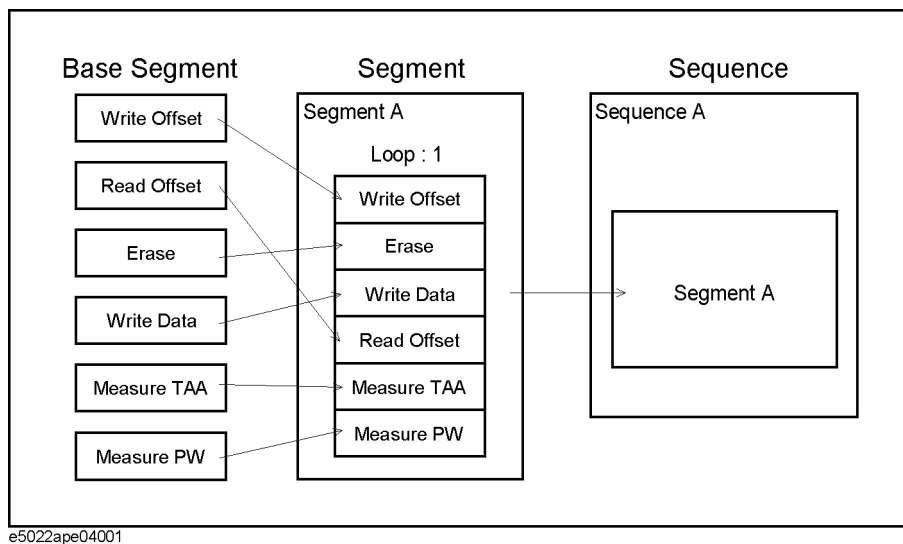 Base Segment
Write Offset
Read Offset
Erase
Write Data
Measure TAA
Measure PW
Segment
Segment A
Loop : 1
Write Offset
Erase
Write Data
Read Offset
Measure TAA
Measure PW
Sequence
Sequence A
Segment A
e5022ape04001